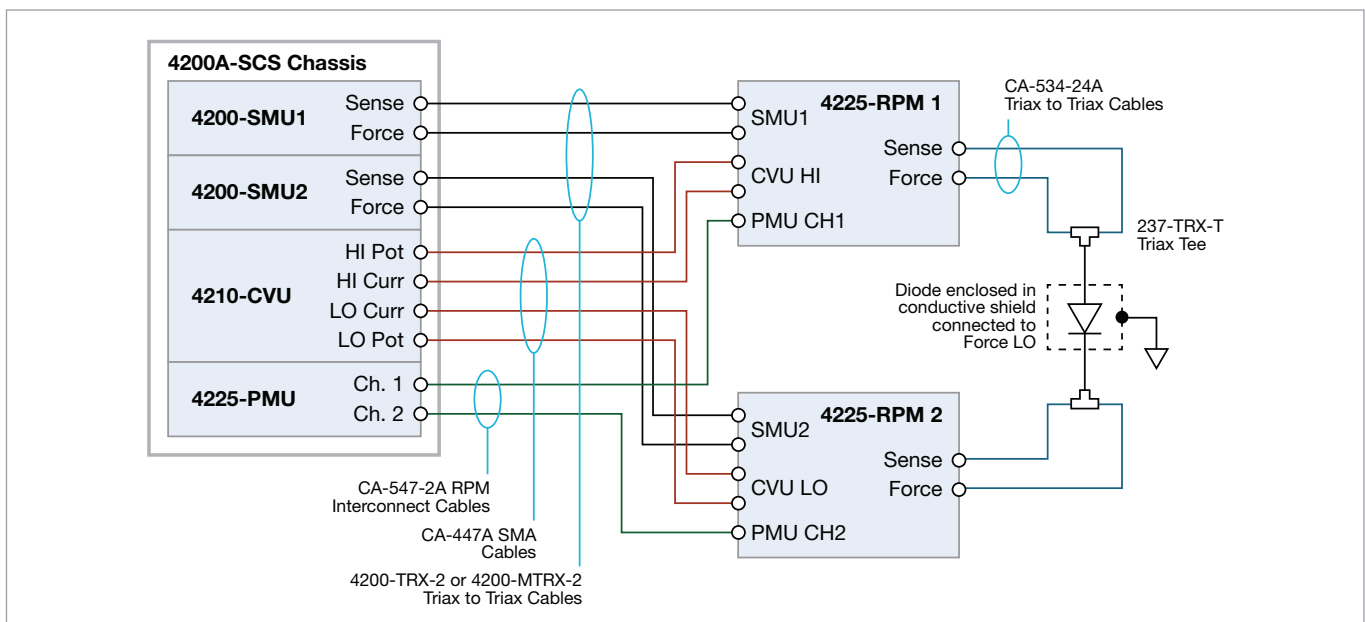 4200A-SCS Chassis
4200-SMU1
Sense
Force
4200-SMU2
Sense
Force
4210-CVU
HI Pot
HI Curr
LO Curr
LO Pot
4225-PMU
Ch. 1
Ch. 2
4225-RPM 1
SMU1
CVU HI
PMU CH1
Sense
Force
CA-534-24A
Triax to Triax Cables
237-TRX-T
Triax Tee
Diode enclosed in
conductive shield
connected to
Force LO
4225-RPM 2
SMU2
CVU LO
PMU CH2
Sense
Force
CA-547-2A RPM
Interconnect Cables
CA-447A SMA
Cables
4200-TRX-2 or 4200-MTRX-2
Triax to Triax Cables